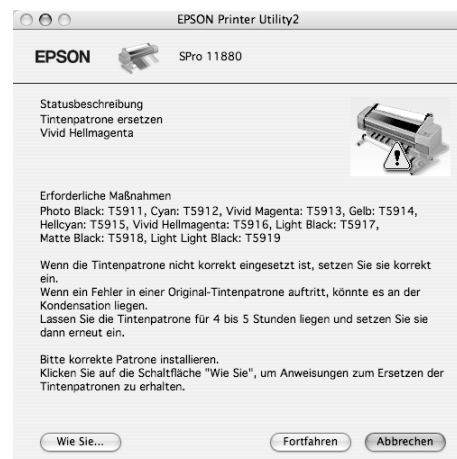 EPSON Printer Utility2
EPSON
SPro 11880
Statusbeschreibung
Tintenpatrone ersetzen
Vivid Hellmagenta
Erforderliche Maßnahmen
Photo Black: T5911, Cyan: T5912, Vivid Magenta: T5913, Gelb: T5914,
Hellcyan: T5915, Vivid Hellmagenta: T5916, Light Black: T5917,
Matte Black: T5918, Light Light Black: T5919
Wenn die Tintenpatrone nicht korrekt eingesetzt ist, setzen Sie sie korrekt
ein.
Wenn ein Fehler in einer Original-Tintenpatrone auftritt, könnte es an der
Kondensation liegen.
Lassen Sie die Tintenpatrone für 4 bis 5 Stunden liegen und setzen Sie sie
dann erneut ein.
Bitte korrekte Patrone installieren.
Klicken Sie auf die Schaltfläche "Wie Sie", um Anweisungen zum Ersetzen der
Tintenpatronen zu erhalten.
Wie Sie...
Fortfahren
Abbrechen